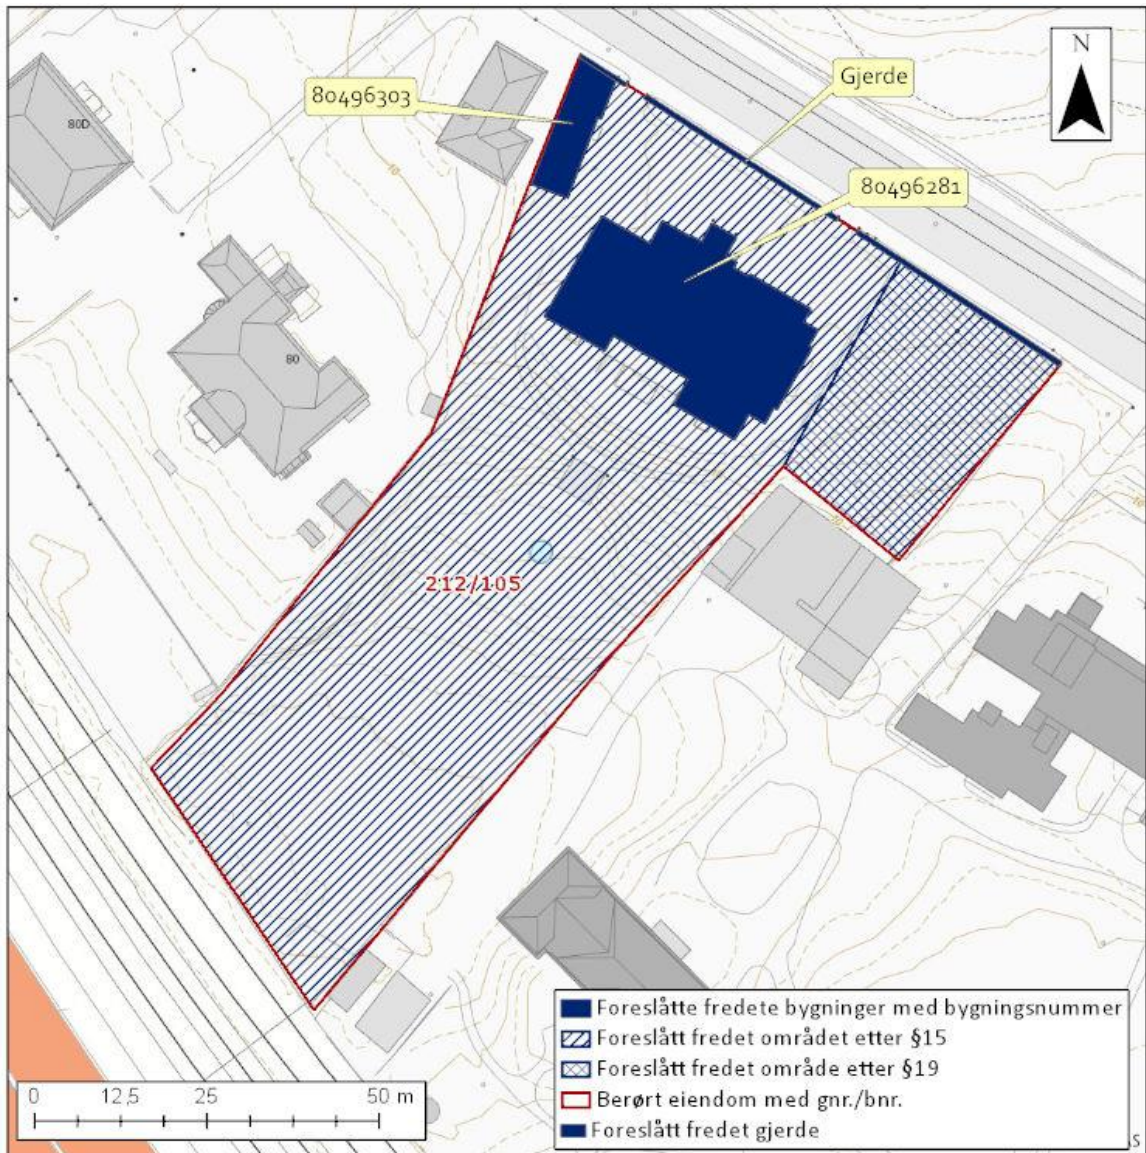 N
80D
80496303
Gjerde
80496281
80
212/105
Foreslåtte fredete bygninger med bygningsnummer
Foreslått fredet området etter §15
Foreslått fredet område etter §19
Berørt eiendom med gnr./bnr.
Foreslått fredet gjerde
0 12,5 25 50 m